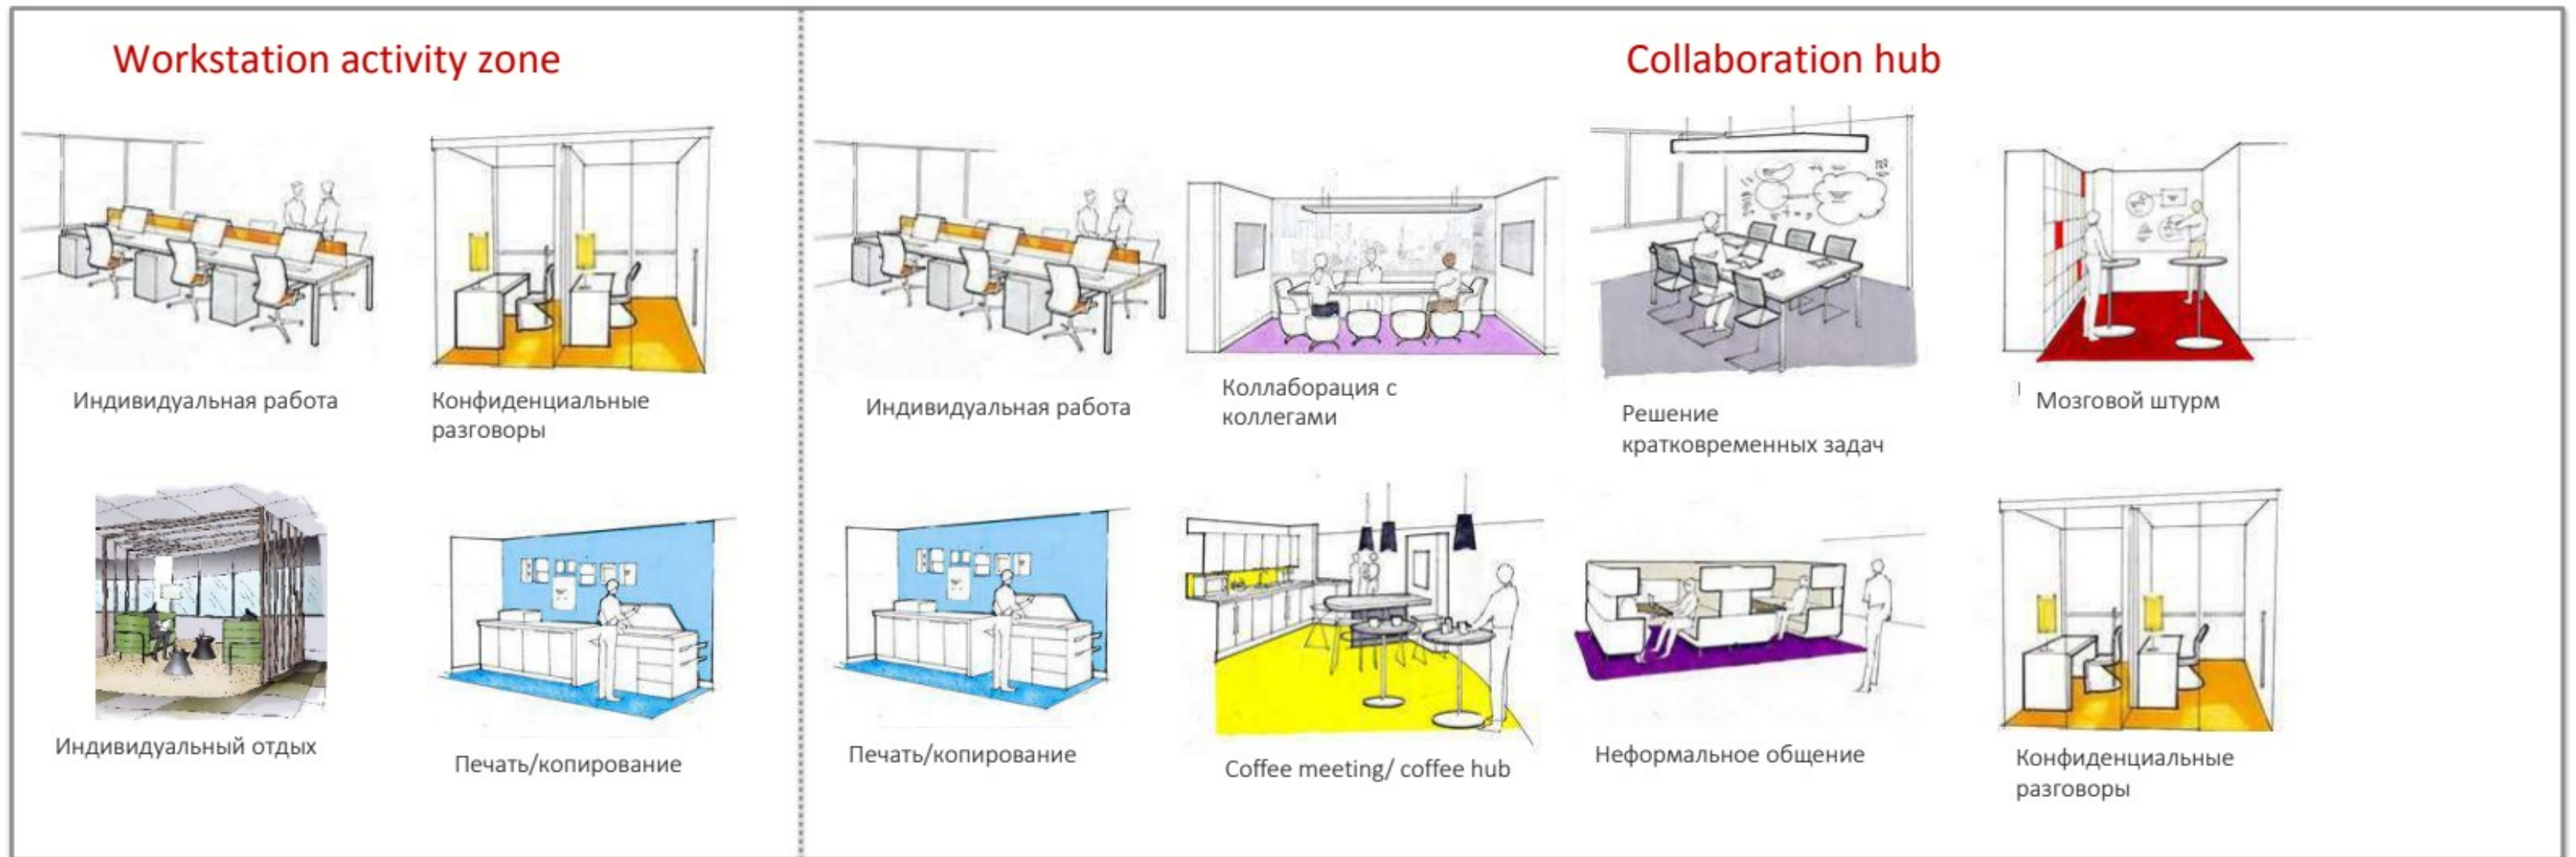 Workstation activity zone
Collaboration hub
Индивидуальная работа
Конфиденциальные
разговоры
Индивидуальная работа
Коллаборация с
коллегами
Решение
кратковременных задач
Мозговой штурм
Индивидуальный отдых
Печать/копирование
Печать/копирование
Coffee meeting/ coffee hub
Неформальное общение
Конфиденциальные
разговоры